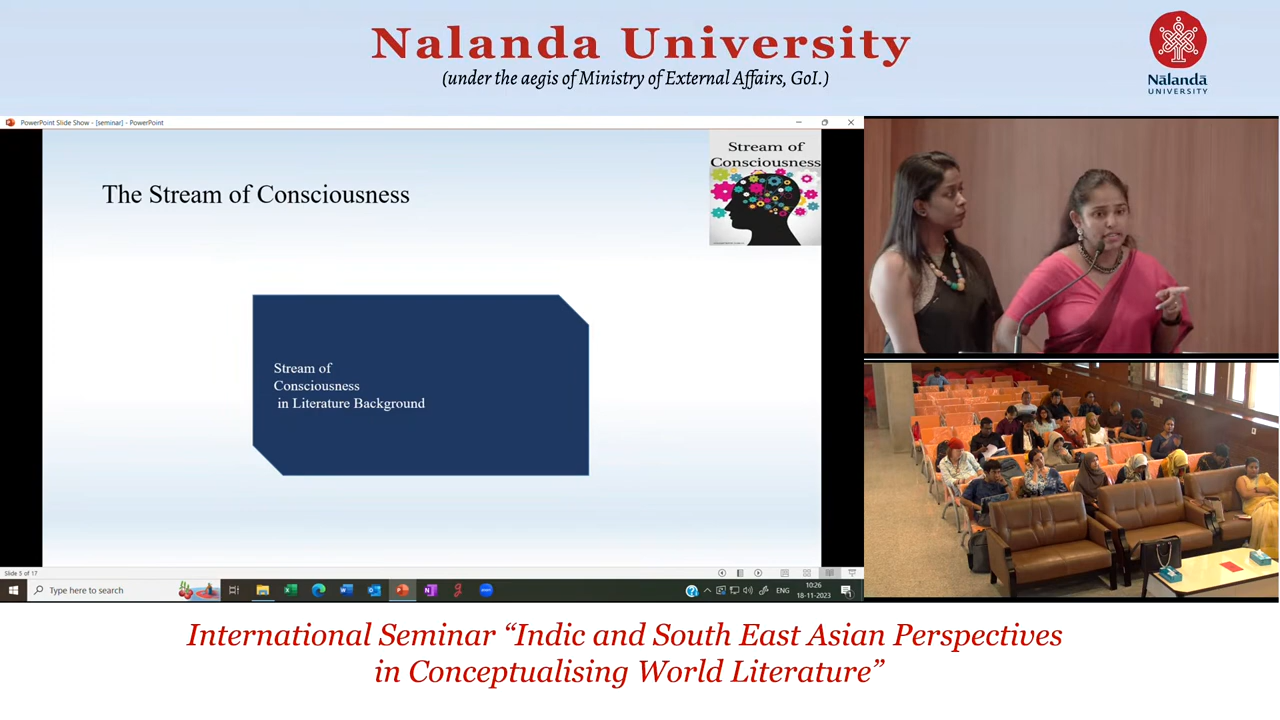 Nalanda University
(under the aegis of Ministry of External Affairs, GoI.)
Nālandā
UNIVERSITY
PowerPoint Slide Show - [seminar] - PowerPoint
The Stream of Consciousness
Stream of
Consciousness
Stream of
Consciousness
in Literature Background
Slide 5 of 17
Type here to search
ENG
10:26
18-11-2023
International Seminar “Indic and South East Asian Perspectives
in Conceptualising World Literature”